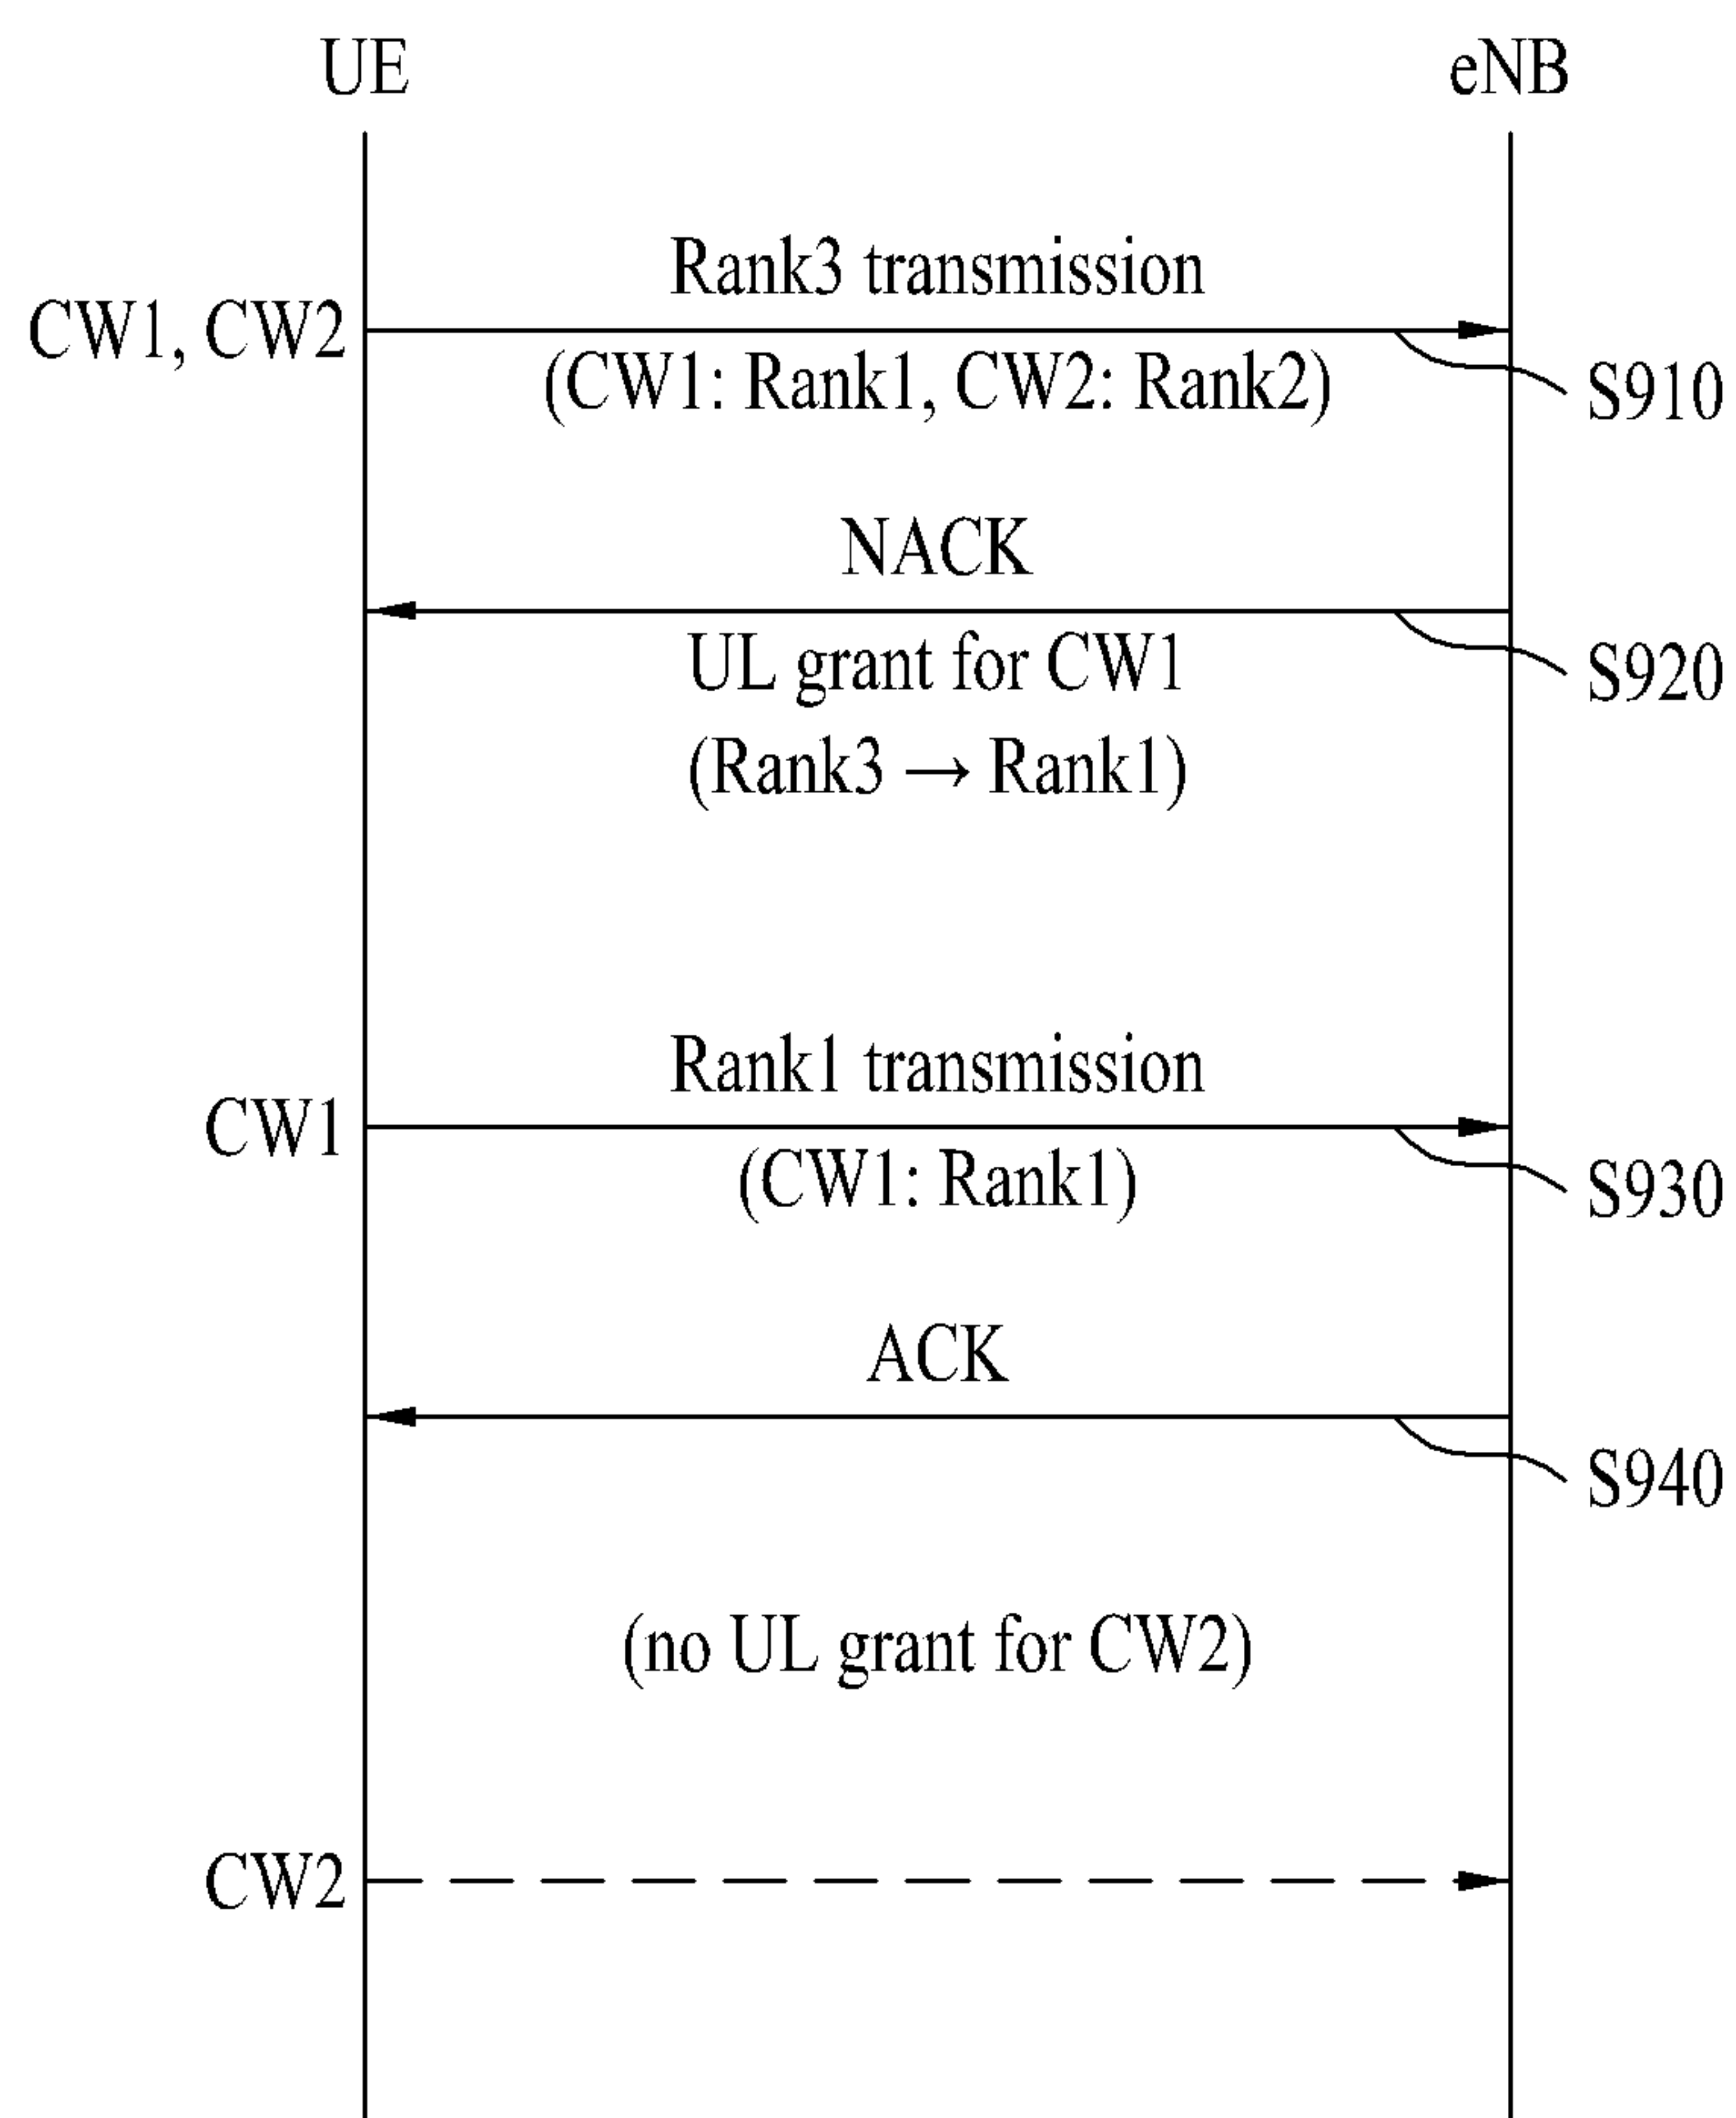 UE
eNB
Rank3 transmission
CW1, CW2
(CW1: Rank1, CW2: Rank2)
S910
NACK
UL grant for CW1
S920
(Rank3 → Rank1)
Rank1 transmission
CW1
(CW1: Rank1)
S930
ACK
S940
(no UL grant for CW2)
CW2